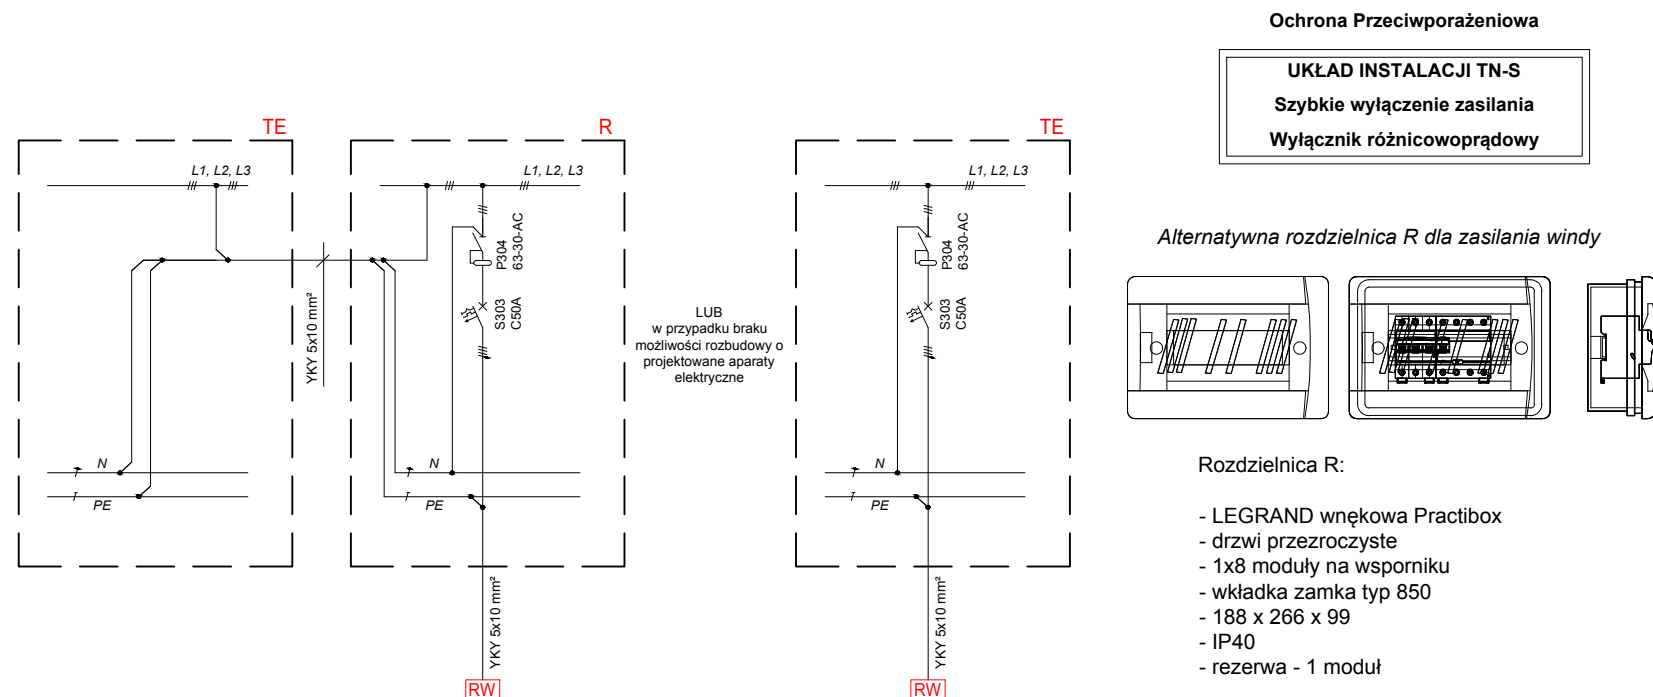 Ochrona Przeciwporażeniowa
UKŁAD INSTALACJI TN-S
Szybkie wyłączenie zasilania
Wyłącznik różnicowoprądowy
TE
L1, L2, L3
N
PE
YKY 5x10 mm²
R
L1, L2, L3
P304
63-30-AC
S303
C50A
N
PE
YKY 5x10 mm²
RW
LUB
w przypadku braku
możliwości rozbudowy o
projektowane aparaty
elektryczne
TE
L1, L2, L3
P304
63-30-AC
S303
C50A
N
PE
YKY 5x10 mm²
RW
Alternatywna rozdzielnica R dla zasilania windy
Rozdzielnica R:
- LEGRAND wnękowa Practibox
- drzwi przezroczyste
- 1x8 moduły na wsporniku
- wkładka zamka typ 850
- 188 x 266 x 99
- IP40
- rezerwa - 1 moduł